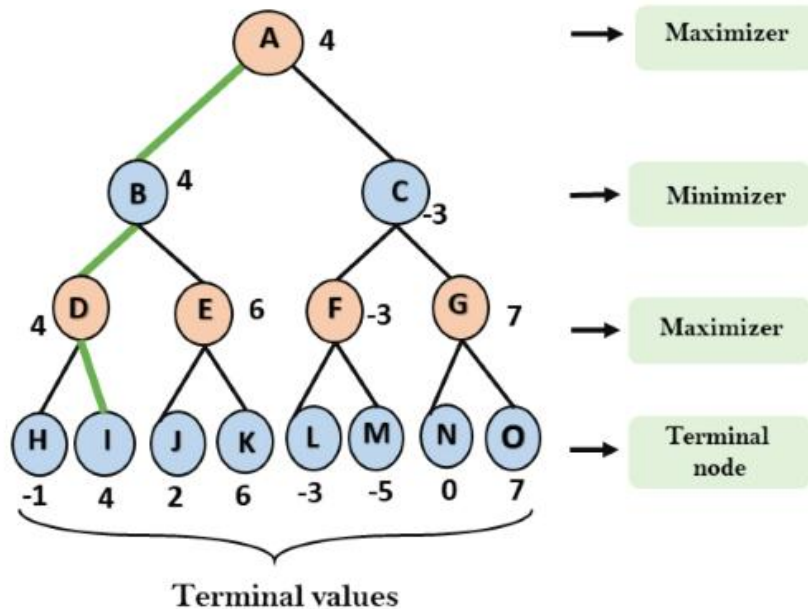 A 4 Maximizer
B 4 C -3 Minimizer
D 4 E 6 F -3 G 7 Maximizer
H I J K L M N O Terminal
node
-1 4 2 6 -3 -5 0 7
Terminal values